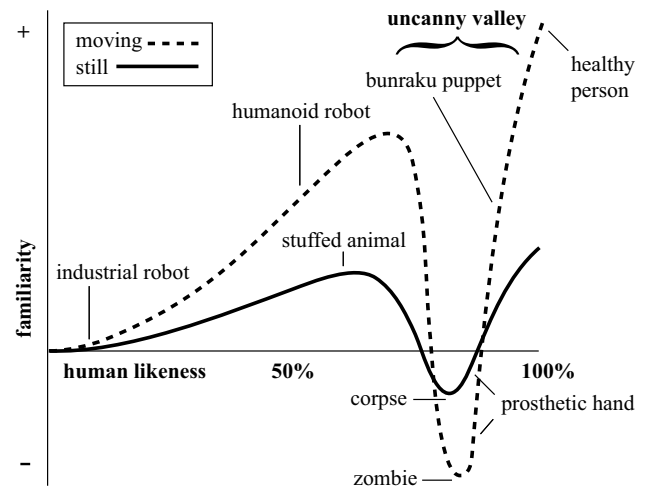 +
uncanny valley
moving
still
bunraku puppet
healthy
person
humanoid robot
stuffed animal
industrial robot
familiarity
human likeness
50%
100%
corpse
prosthetic hand
-
zombie